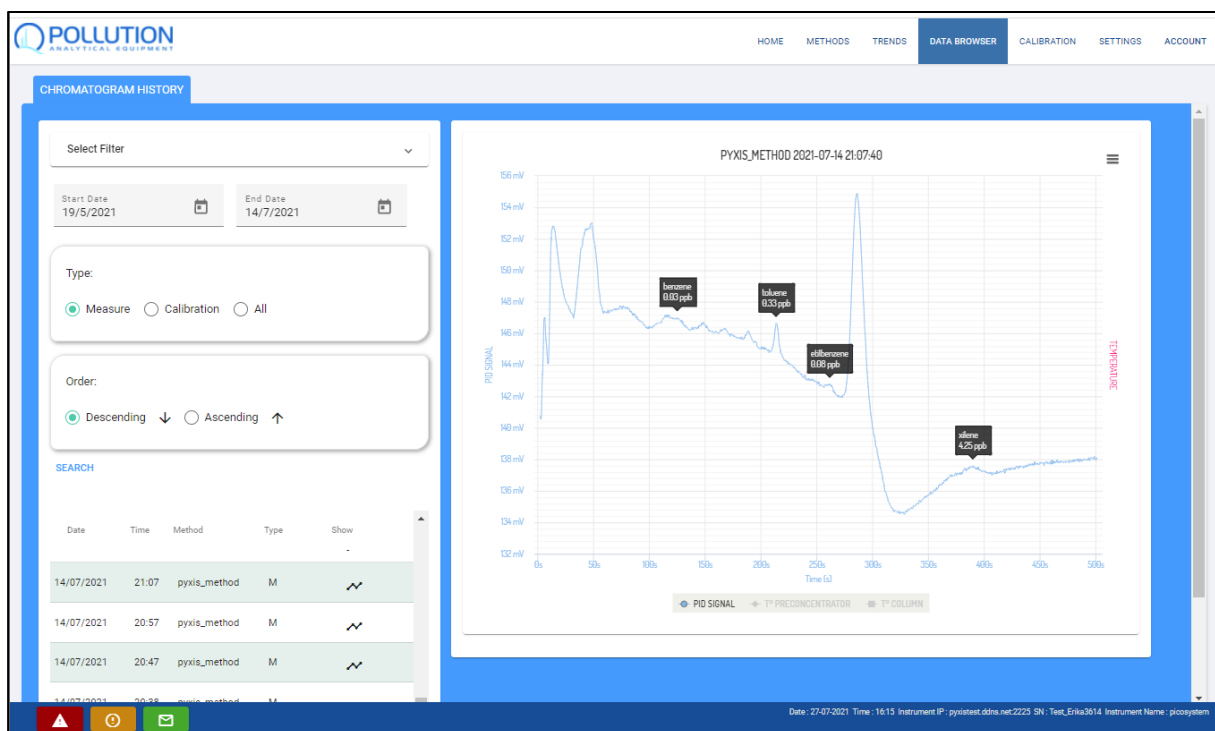 POLLUTION
ANALYTICAL EQUIPMENT
HOME METHODS TRENDS DATA BROWSER CALIBRATION SETTINGS ACCOUNT
CHROMATOGRAM HISTORY
Select Filter
Start Date
19/5/2021
End Date
14/7/2021
Type:
Measure Calibration All
Order:
Descending Ascending
SEARCH
Date Time Method Type Show
-
14/07/2021 21:07 pyxis_method M
14/07/2021 20:57 pyxis_method M
14/07/2021 20:47 pyxis_method M
14/07/2021 20:38 pyxis_method M
PYXIS_METHOD 2021-07-14 21:07:40
156 mV
154 mV
152 mV
150 mV
148 mV
146 mV
144 mV
142 mV
140 mV
138 mV
136 mV
134 mV
132 mV
PID SIGNAL
benzene
0.03 ppb
toluene
0.33 ppb
etilbenzene
0.08 ppb
xilene
4.25 ppb
TEMPERATURE
0s 50s 100s 150s 200s 250s 300s 350s 400s 450s 500s
Time (s)
PID SIGNAL T° PRECONCENTRATOR T° COLUMN
Date : 27-07-2021 Time : 16:15 Instrument IP : pyxistest.ddns.net:2225 SN : Test_Erika3614 Instrument Name : picosystem